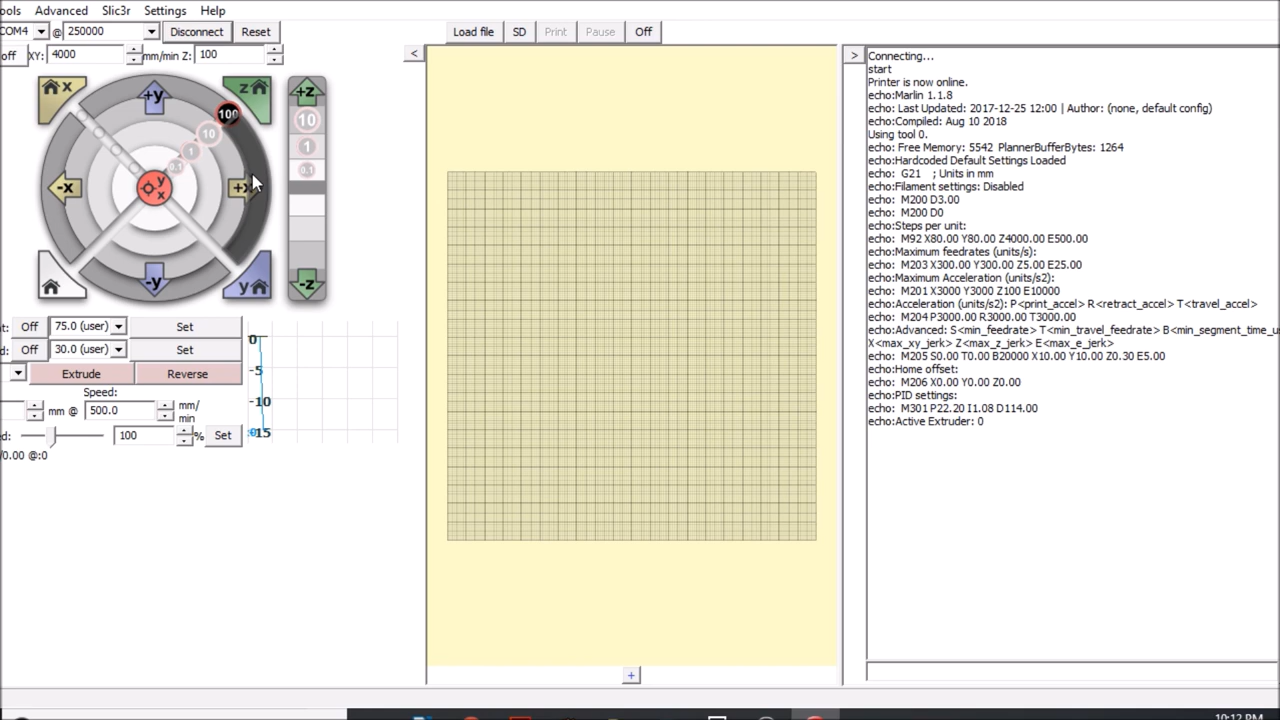 ools Advanced Slic3r Settings Help
COM4 @ 250000 Disconnect Reset Load file SD Print Pause Off
off XY: 4000 mm/min Z: 100
< >
x z
+y +z
100 10
10 1
1 0.1
0.1
-x y x +x
-y y -z
t: Off 75.0 (user) Set
d: Off 30.0 (user) Set
Extrude Reverse
Speed:
mm @ 500.0 mm/
min
ed: 100 % Set
/0.00 @:0
0
-5
-10
-15
+
Connecting...
start
Printer is now online.
echo:Marlin 1.1.8
echo: Last Updated: 2017-12-25 12:00 | Author: (none, default config)
echo:Compiled: Aug 10 2018
Using tool 0.
echo: Free Memory: 5542 PlannerBufferBytes: 1264
echo:Hardcoded Default Settings Loaded
echo: G21 ; Units in mm
echo:Filament settings: Disabled
echo: M200 D3.00
echo: M200 D0
echo:Steps per unit:
echo: M92 X80.00 Y80.00 Z4000.00 E500.00
echo:Maximum feedrates (units/s):
echo: M203 X300.00 Y300.00 Z5.00 E25.00
echo:Maximum Acceleration (units/s2):
echo: M201 X3000 Y3000 Z100 E10000
echo:Acceleration (units/s2): P<print_accel> R<retract_accel> T<travel_accel>
echo: M204 P3000.00 R3000.00 T3000.00
echo:Advanced: S<min_feedrate> T<min_travel_feedrate> B<min_segment_time_u
X<max_xy_jerk> Z<max_z_jerk> E<max_e_jerk>
echo: M205 S0.00 T0.00 B20000 X10.00 Y10.00 Z0.30 E5.00
echo:Home offset:
echo: M206 X0.00 Y0.00 Z0.00
echo:PID settings:
echo: M301 P22.20 I1.08 D114.00
echo:Active Extruder: 0
10:12 PM